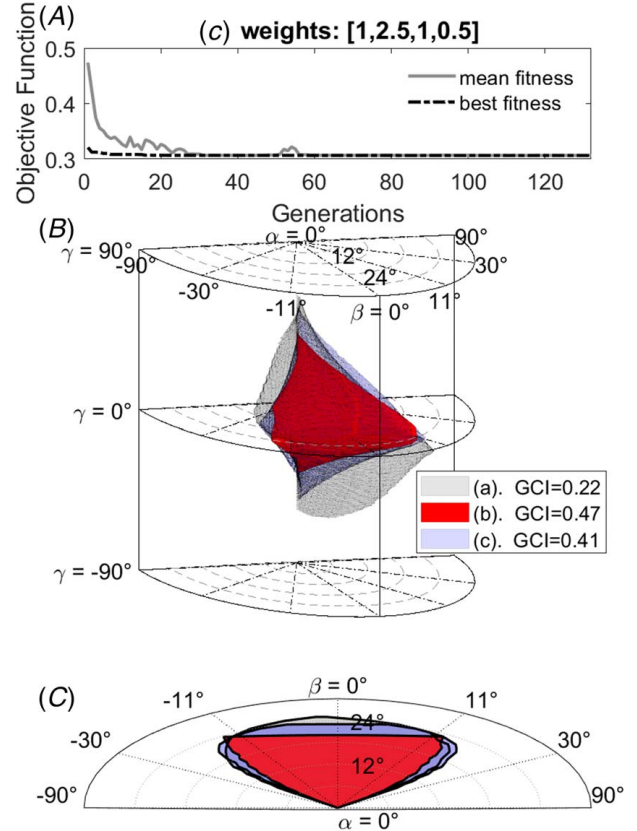 (A)
(c) weights: [1,2.5,1,0.5]
Objective Function
0.5
0.4
0.3
mean fitness
best fitness
0 20 40 60 80 100 120
Generations
(B)
α = 0°
90°
γ = 90°
-90°
12°
30°
24°
-30°
11°
-11°
β = 0°
γ = 0°
(a). GCI=0.22
(b). GCI=0.47
(c). GCI=0.41
γ = -90°
(C)
β = 0°
-11°
11°
24°
-30°
30°
12°
-90°
90°
α = 0°